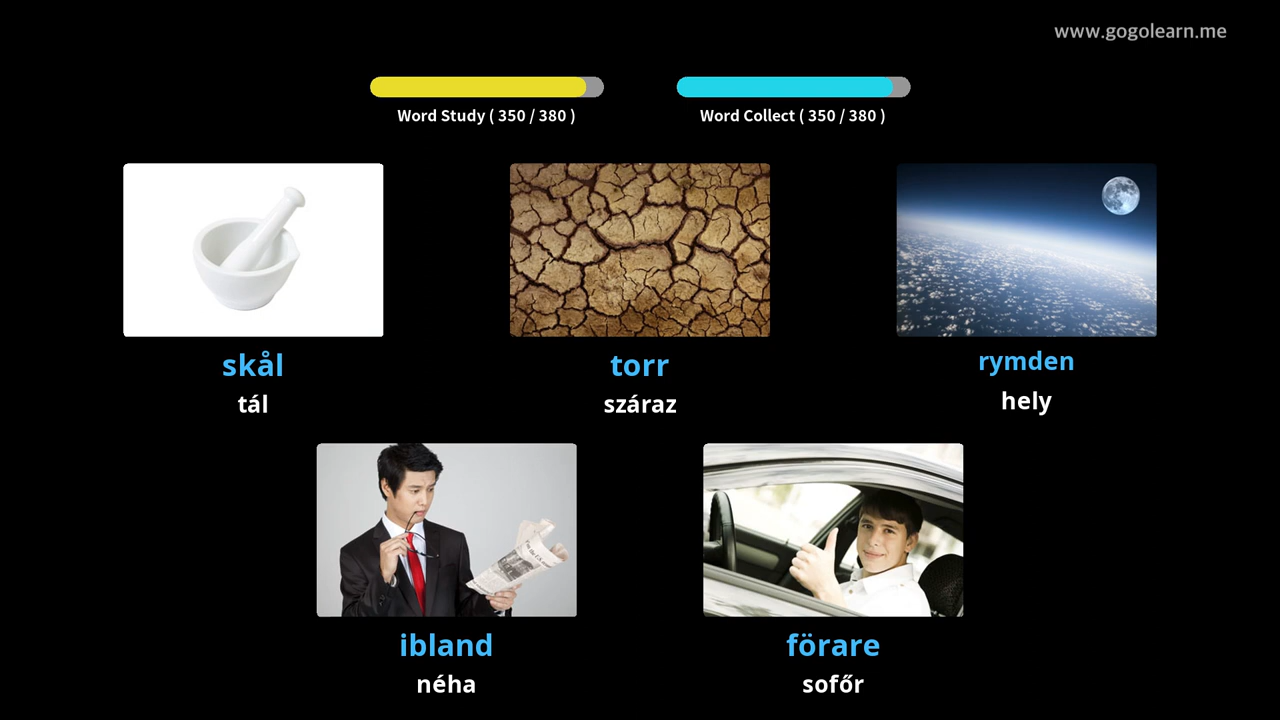 www.gogolearn.me
Word Study ( 350 / 380 )
Word Collect ( 350 / 380 )
skål
torr
rymden
tál
száraz
hely
ibland
förare
néha
sofőr